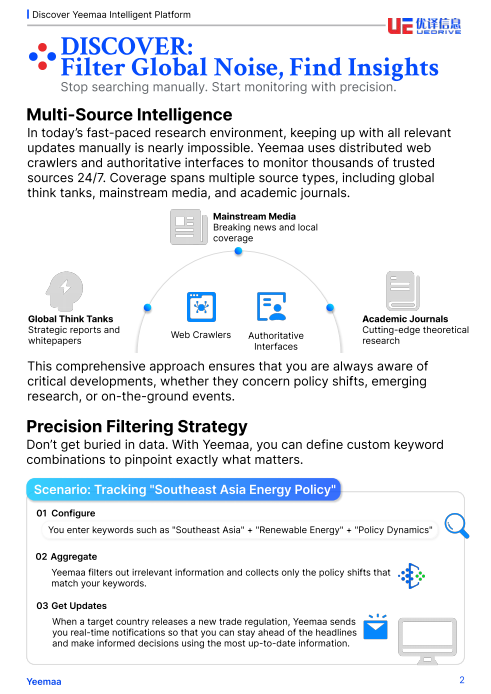 Discover Yeemaa Intelligent Platform
优译信息
UEDRIVE
DISCOVER:
Filter Global Noise, Find Insights
Stop searching manually. Start monitoring with precision.
Multi-Source Intelligence
In today's fast-paced research environment, keeping up with all relevant
updates manually is nearly impossible. Yeemaa uses distributed web
crawlers and authoritative interfaces to monitor thousands of trusted
sources 24/7. Coverage spans multiple source types, including global
think tanks, mainstream media, and academic journals.
Mainstream Media
Breaking news and local
coverage
Global Think Tanks
Strategic reports and
whitepapers
Web Crawlers
Authoritative
Interfaces
Academic Journals
Cutting-edge theoretical
research
This comprehensive approach ensures that you are always aware of
critical developments, whether they concern policy shifts, emerging
research, or on-the-ground events.
Precision Filtering Strategy
Don't get buried in data. With Yeemaa, you can define custom keyword
combinations to pinpoint exactly what matters.
Scenario: Tracking "Southeast Asia Energy Policy"
01 Configure
You enter keywords such as "Southeast Asia" + "Renewable Energy" + "Policy Dynamics"
02 Aggregate
Yeemaa filters out irrelevant information and collects only the policy shifts that
match your keywords.
03 Get Updates
When a target country releases a new trade regulation, Yeemaa sends
you real-time notifications so that you can stay ahead of the headlines
and make informed decisions using the most up-to-date information.
Yeemaa
2